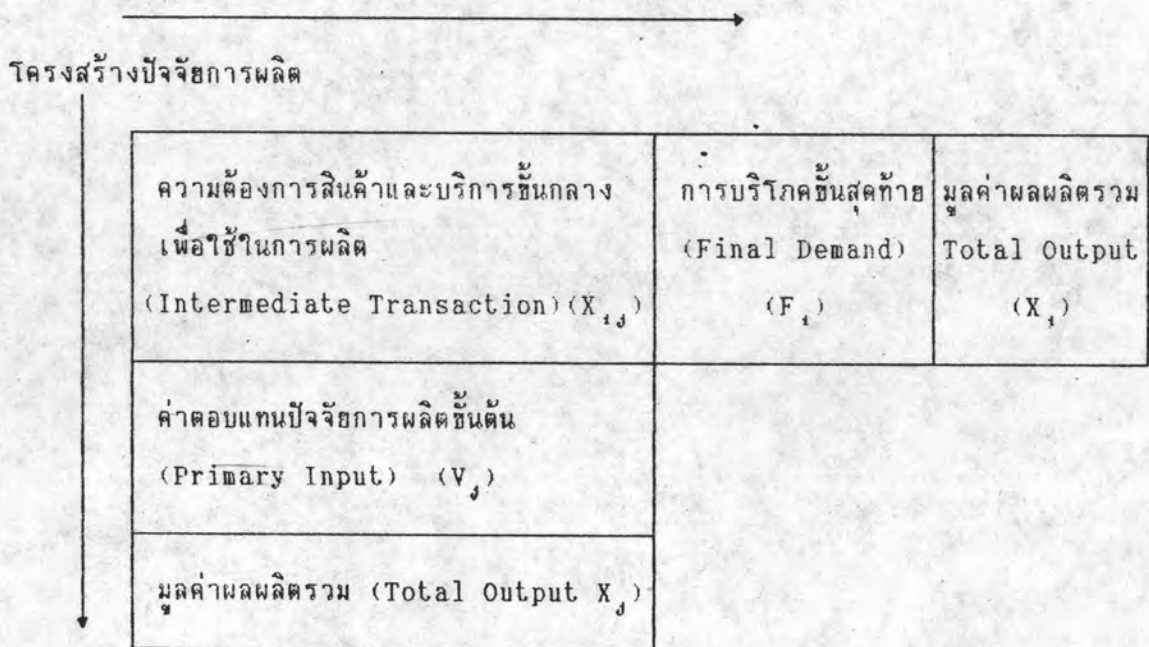 โครงสร้างปัจจัยการผลิต
ความต้องการสินค้าและบริการขั้นกลาง
เพื่อใช้ในการผลิต
(Intermediate Transaction)(Xij)
การบริโภคขั้นสุดท้าย
(Final Demand)
(Fi)
มูลค่าผลผลิตรวม
Total Output
(Xi)
ค่าตอบแทนปัจจัยการผลิตขั้นต้น
(Primary Input) (Vj)
มูลค่าผลผลิตรวม (Total Output Xj)